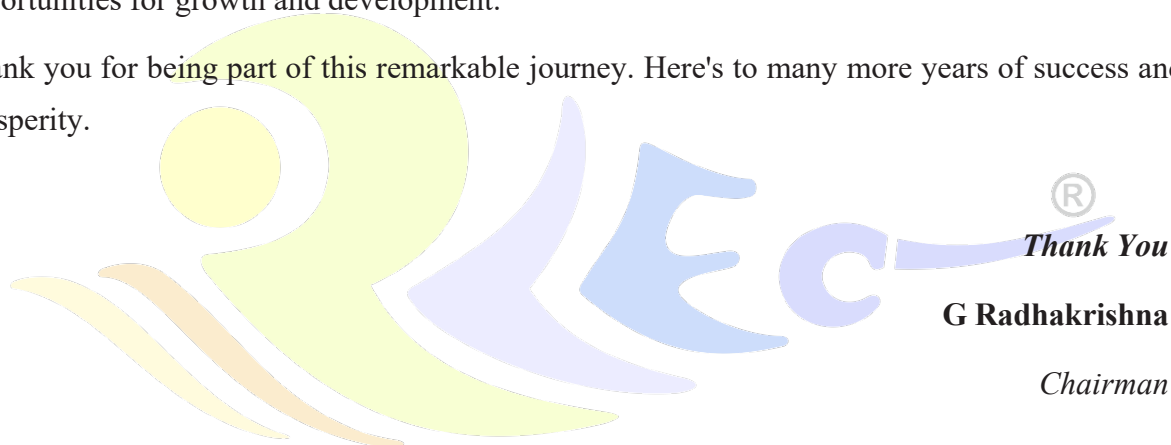 ortunities for growth and development.
ank you for being part of this remarkable journey. Here's to many more years of success and
sperity.
®
Thank You
G Radhakrishna
Chairman